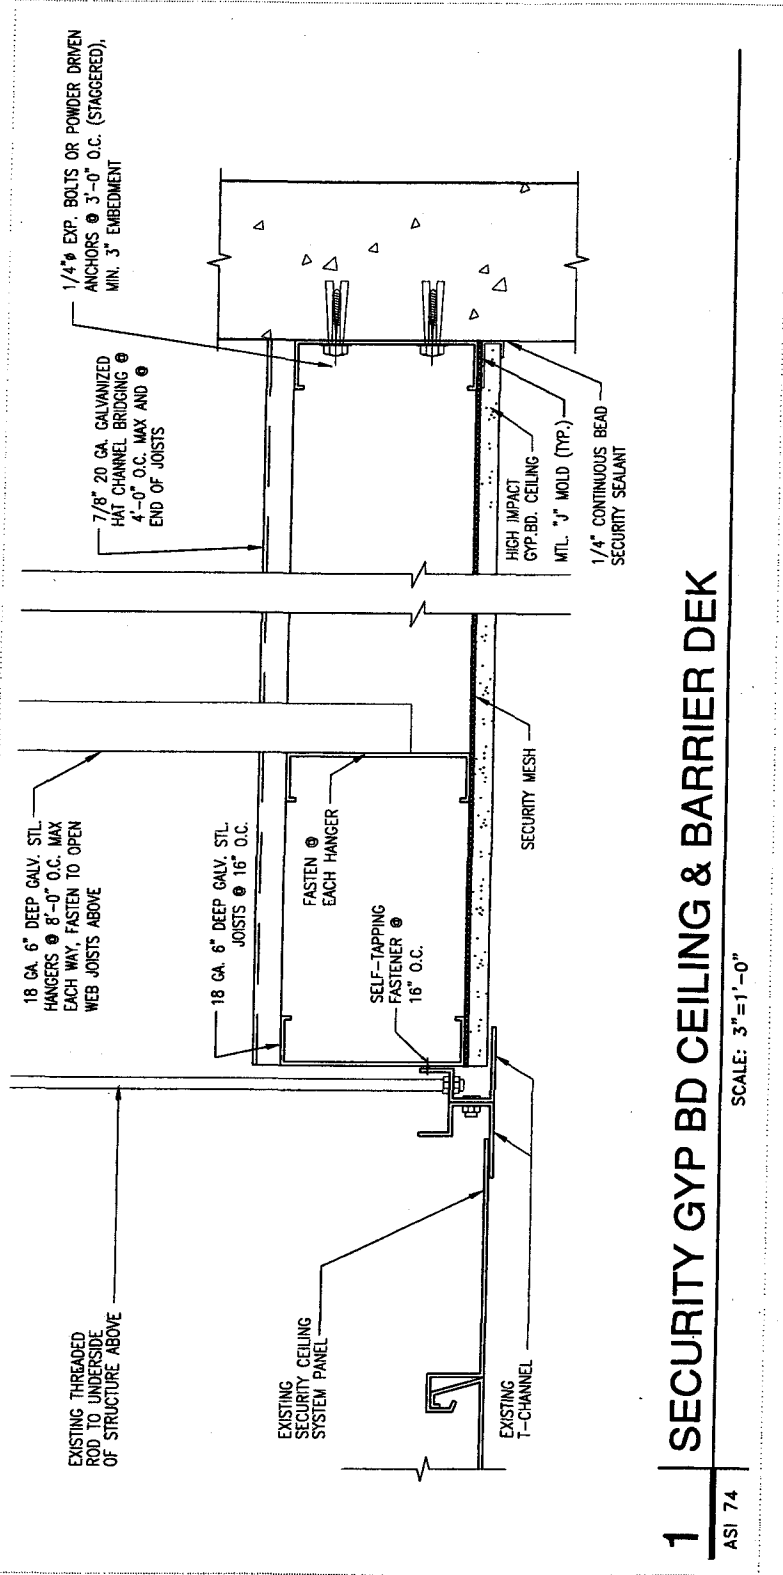 EXISTING THREADED
ROD TO UNDERSIDE
OF STRUCTURE ABOVE
18 GA. 6" DEEP GALV. STL.
HANGERS @ 8'-0" O.C. MAX
EACH WAY, FASTEN TO OPEN
WEB JOISTS ABOVE
7/8" 20 GA. GALVANIZED
HAT CHANNEL BRIDGING @
4'-0" O.C. MAX AND @
END OF JOISTS
1/4"ø EXP. BOLTS OR POWDER DRIVEN
ANCHORS @ 3'-0" O.C. (STAGGERED),
MIN. 3" EMBEDMENT
18 GA. 6" DEEP GALV. STL.
JOISTS @ 16" O.C.
FASTEN @
EACH HANGER
SELF-TAPPING
FASTENER @
16" O.C.
EXISTING
SECURITY CEILING
SYSTEM PANEL
EXISTING
T-CHANNEL
SECURITY MESH
HIGH IMPACT
GYP.BD. CEILING
MTL. "J" MOLD (TYP.)
1/4" CONTINUOUS BEAD
SECURITY SEALANT
1
SECURITY GYP BD CEILING & BARRIER DEK
ASI 74
SCALE: 3"=1'-0"